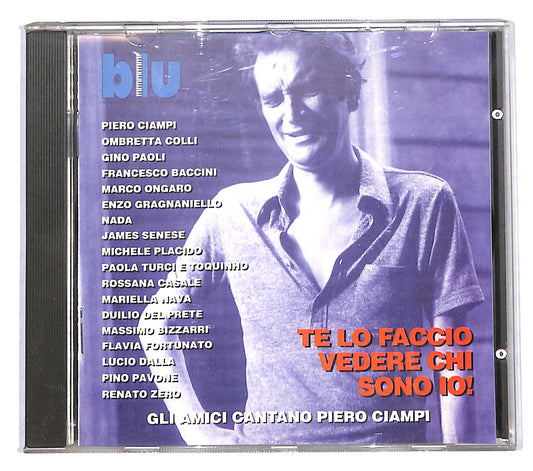 blu
PIERO CIAMPI
OMBRETTA COLLI
GINO PAOLI
FRANCESCO BACCINI
MARCO ONGARO
ENZO GRAGNANIELLO
NADA
JAMES SENESE
MICHELE PLACIDO
PAOLA TURCI E TOQUINHO
ROSSANA CASALE
MARIELLA NAVA
DUILIO DEL PRETE
MASSIMO BIZZARRI
FLAVIA FORTUNATO
LUCIO DALLA
PINO PAVONE
RENATO ZERO
TE LO FACCIO
VEDERE CHI
SONO IO!
GLI AMICI CANTANO PIERO CIAMPI